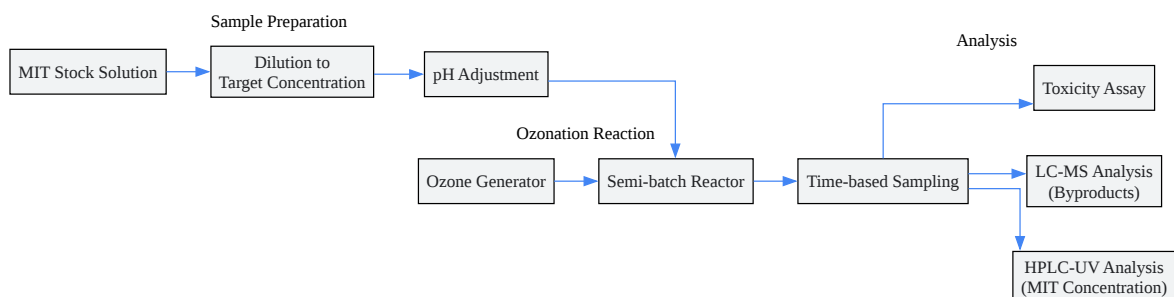 Sample Preparation
MIT Stock Solution
Dilution to
Target Concentration
pH Adjustment
Ozonation Reaction
Ozone Generator
Semi-batch Reactor
Time-based Sampling
Analysis
Toxicity Assay
LC-MS Analysis
(Byproducts)
HPLC-UV Analysis
(MIT Concentration)